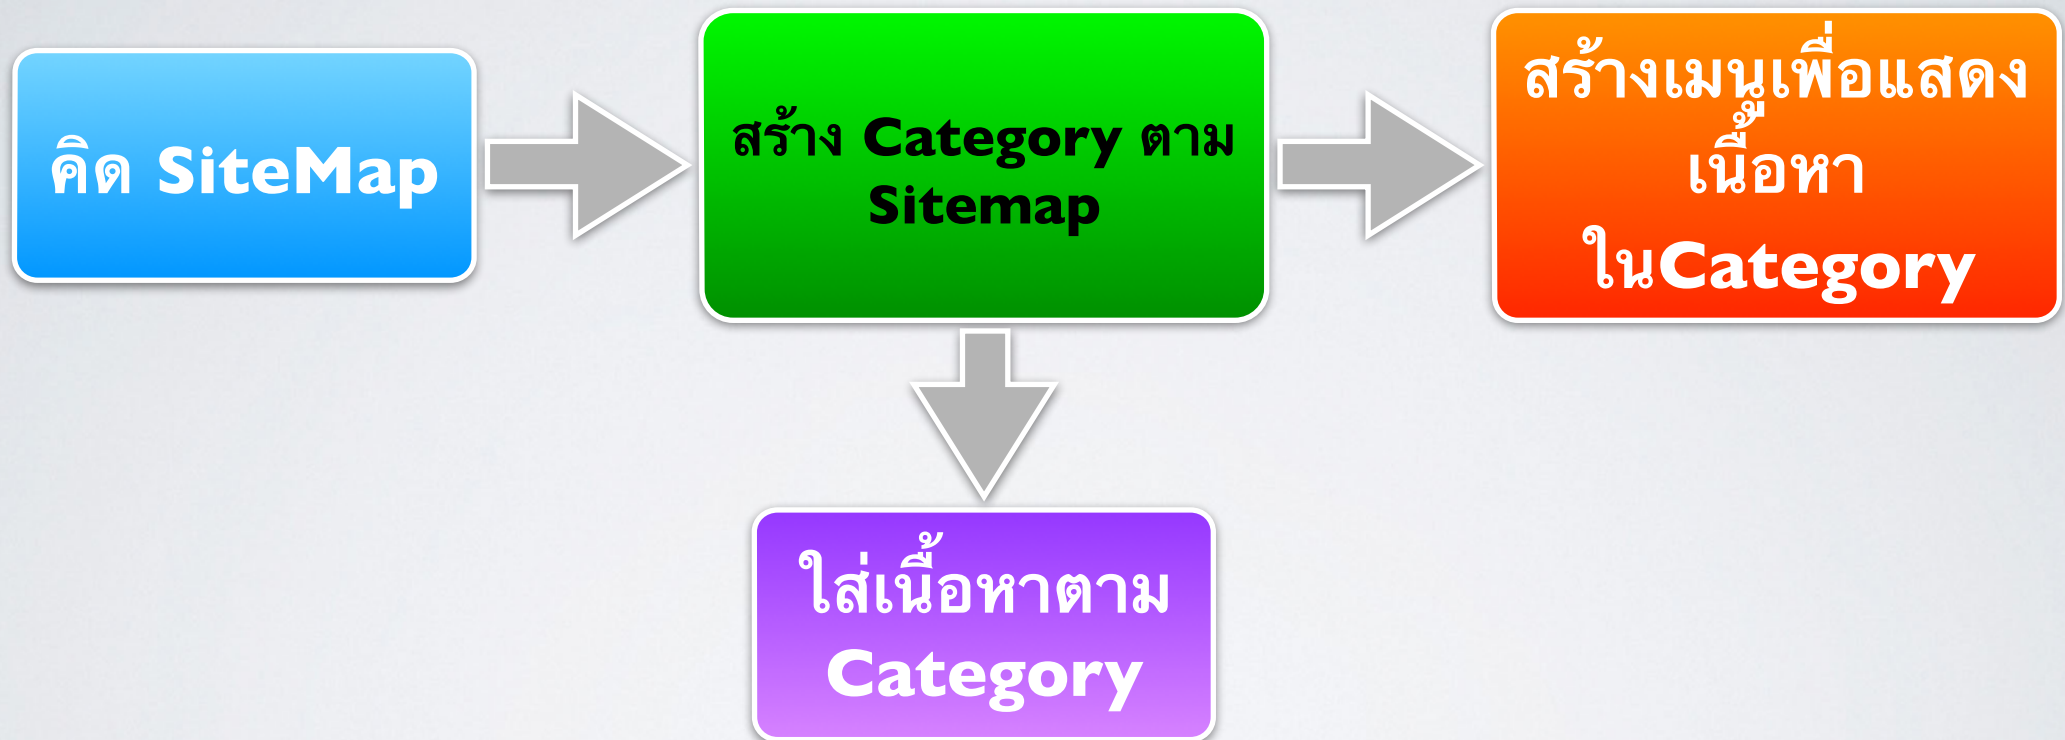 คิด SiteMap
สร้าง Category ตาม
Sitemap
สร้างเมนูเพื่อแสดง
เนื้อหา
ในCategory
ใส่เนื้อหาตาม
Category